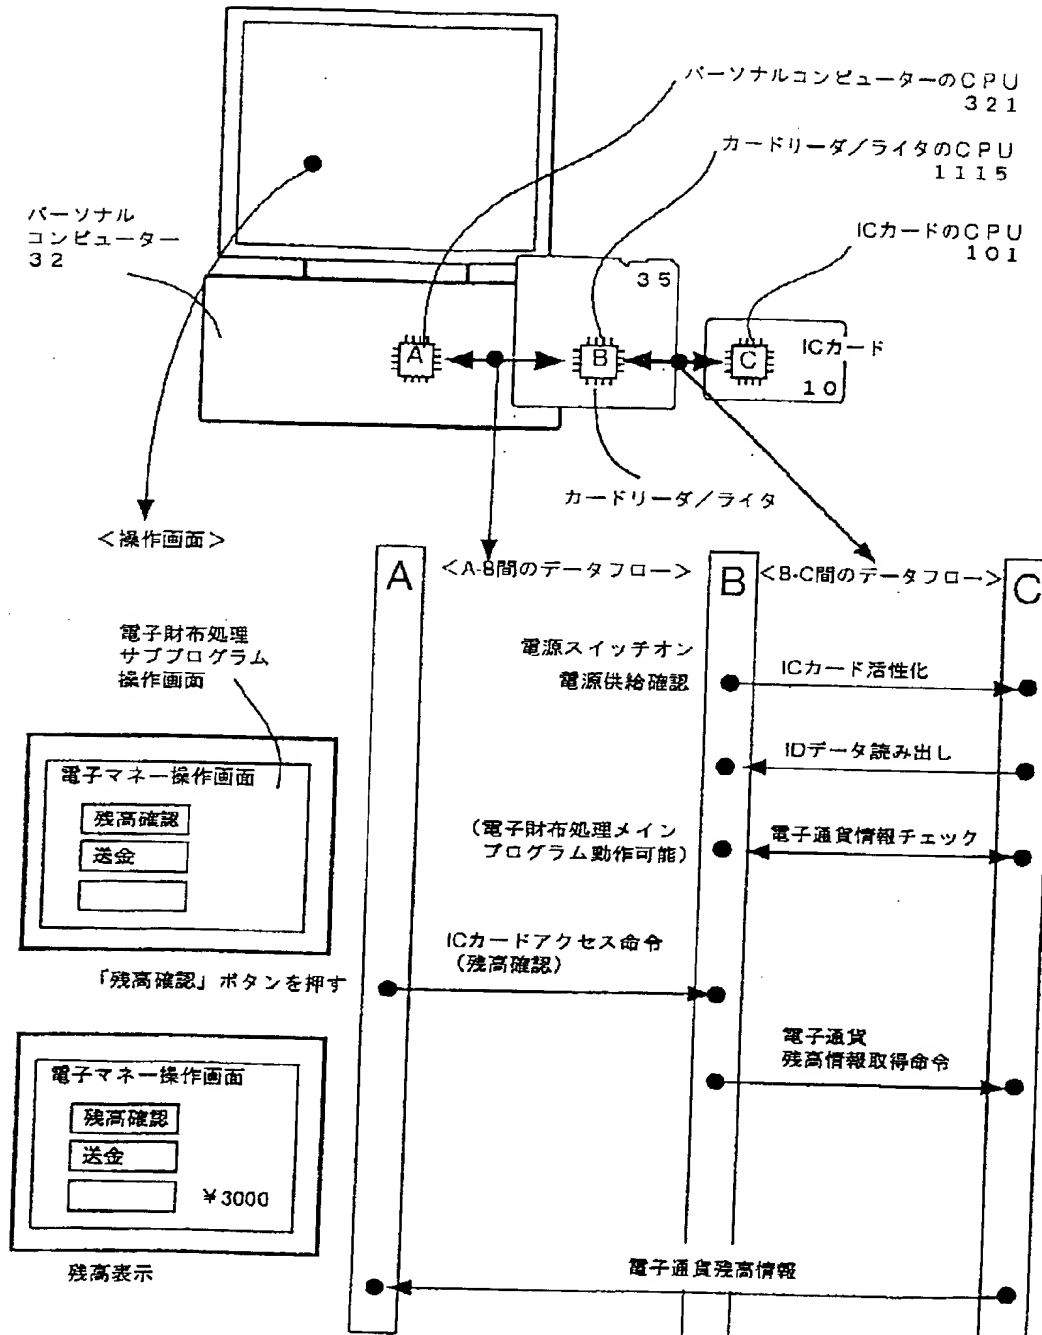 パーソナルコンピューターのCPU
321
カードリーダ/ライタのCPU
1115
ICカードのCPU
101
パーソナル
コンピューター
32
35
A
B
C
ICカード
10
カードリーダ/ライタ
<操作画面>
A
<A-B間のデータフロー>
B
<B-C間のデータフロー>
C
電子財布処理
サブプログラム
操作画面
電源スイッチオン
電源供給確認
ICカード活性化
IDデータ読み出し
電子マネー操作画面
残高確認
送金
(電子財布処理メイン
プログラム動作可能)
電子通貨情報チェック
ICカードアクセス命令
(残高確認)
「残高確認」ボタンを押す
電子通貨
残高情報取得命令
電子マネー操作画面
残高確認
送金
¥3000
残高表示
電子通貨残高情報